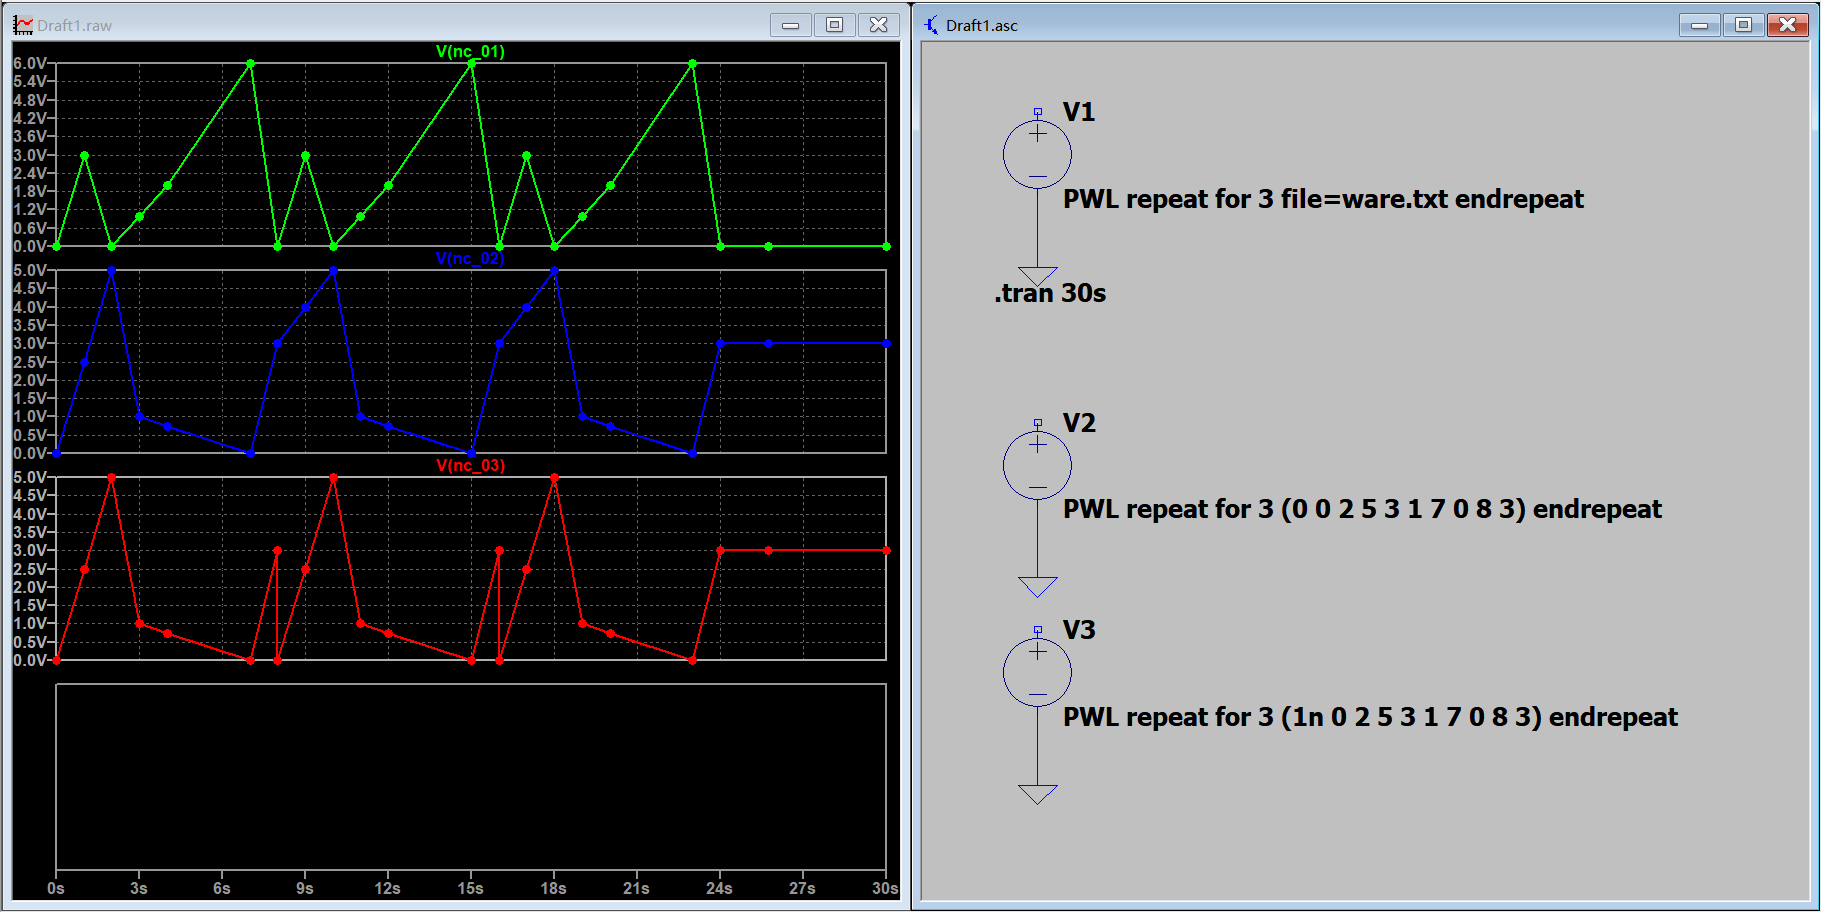 Draft1.raw
V(nc_01)
6.0V
5.4V
4.8V
4.2V
3.6V
3.0V
2.4V
1.8V
1.2V
0.6V
0.0V
V(nc_02)
5.0V
4.5V
4.0V
3.5V
3.0V
2.5V
2.0V
1.5V
1.0V
0.5V
0.0V
V(nc_03)
5.0V
4.5V
4.0V
3.5V
3.0V
2.5V
2.0V
1.5V
1.0V
0.5V
0.0V
0s 3s 6s 9s 12s 15s 18s 21s 24s 27s 30s
Draft1.asc
V1
PWL repeat for 3 file=ware.txt endrepeat
.tran 30s
V2
PWL repeat for 3 (0 0 2 5 3 1 7 0 8 3) endrepeat
V3
PWL repeat for 3 (1n 0 2 5 3 1 7 0 8 3) endrepeat